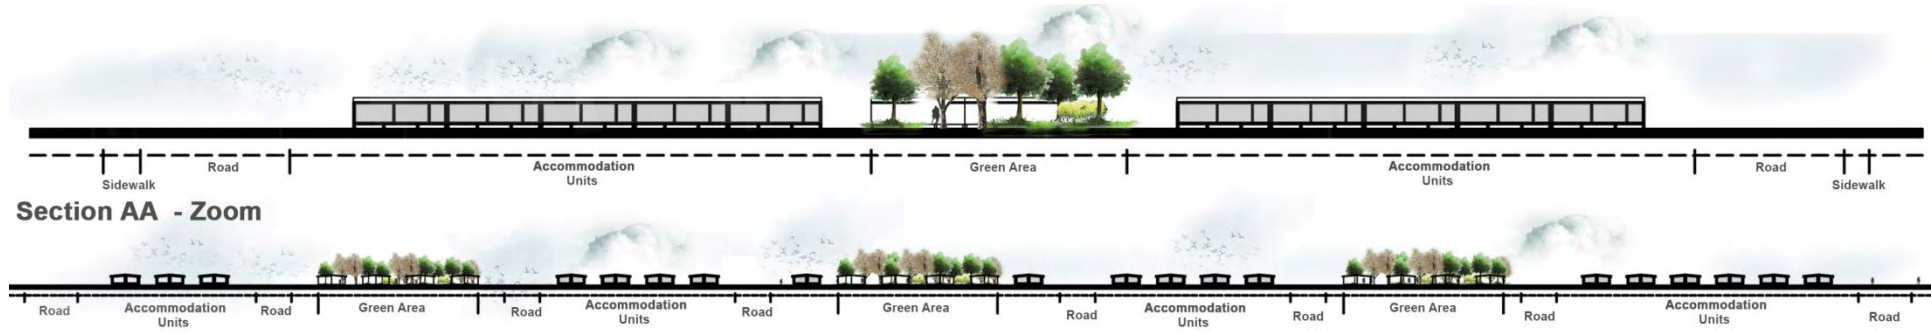 Road
Accommodation
Units
Green Area
Accommodation
Units
Road
Sidewalk
Sidewalk
Section AA - Zoom
Road
Accommodation
Units
Road
Green Area
Road
Accommodation
Units
Road
Green Area
Road
Accommodation
Units
Road
Green Area
Road
Accommodation
Units
Road